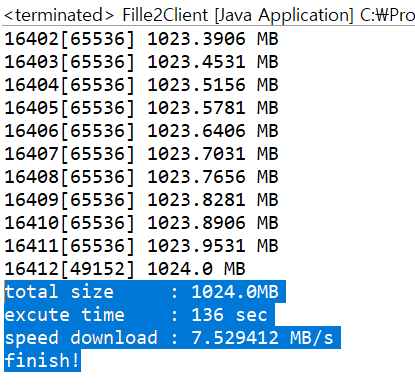 <terminated> Fille2Client [Java Application] C:₩Pro
16402[65536] 1023.3906 MB
16403[65536] 1023.4531 MB
16404[65536] 1023.5156 MB
16405[65536] 1023.5781 MB
16406[65536] 1023.6406 MB
16407[65536] 1023.7031 MB
16408[65536] 1023.7656 MB
16409[65536] 1023.8281 MB
16410[65536] 1023.8906 MB
16411[65536] 1023.9531 MB
16412[49152] 1024.0 MB
total size     : 1024.0MB
excute time    : 136 sec
speed download : 7.529412 MB/s
finish!